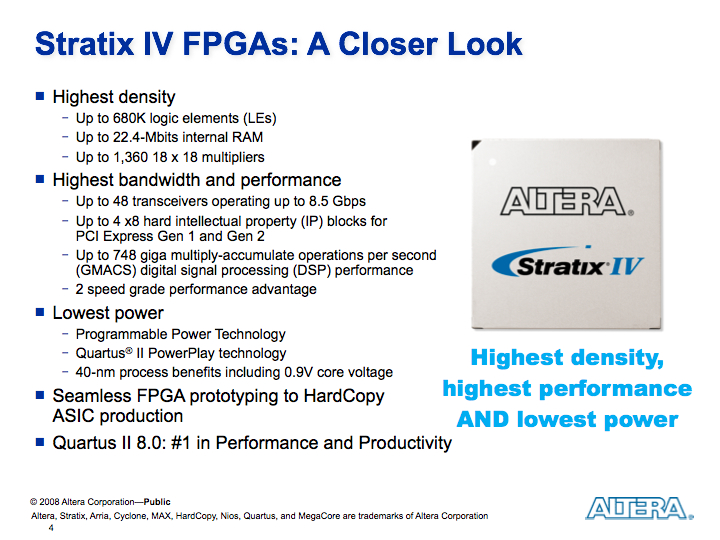 Stratix IV FPGAs: A Closer Look
■ Highest density
− Up to 680K logic elements (LEs)
− Up to 22.4-Mbits internal RAM
− Up to 1,360 18 x 18 multipliers
■ Highest bandwidth and performance
− Up to 48 transceivers operating up to 8.5 Gbps
− Up to 4 x8 hard intellectual property (IP) blocks for
PCI Express Gen 1 and Gen 2
− Up to 748 giga multiply-accumulate operations per second
(GMACS) digital signal processing (DSP) performance
− 2 speed grade performance advantage
■ Lowest power
− Programmable Power Technology
− Quartus® II PowerPlay technology
− 40-nm process benefits including 0.9V core voltage
■ Seamless FPGA prototyping to HardCopy
ASIC production
■ Quartus II 8.0: #1 in Performance and Productivity
ALTERA®
Stratix® IV
Highest density,
highest performance
AND lowest power
© 2008 Altera Corporation—Public
Altera, Stratix, Arria, Cyclone, MAX, HardCopy, Nios, Quartus, and MegaCore are trademarks of Altera Corporation
4
ALTERA®